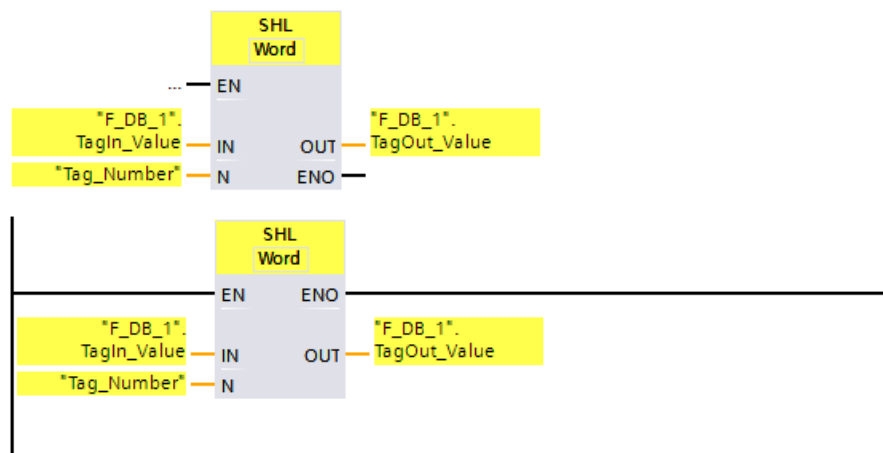 SHL
Word
... EN
"F_DB_1". "F_DB_1".
TagIn_Value IN OUT TagOut_Value
"Tag_Number" N ENO
SHL
Word
EN ENO
"F_DB_1". "F_DB_1".
TagIn_Value IN OUT TagOut_Value
"Tag_Number" N